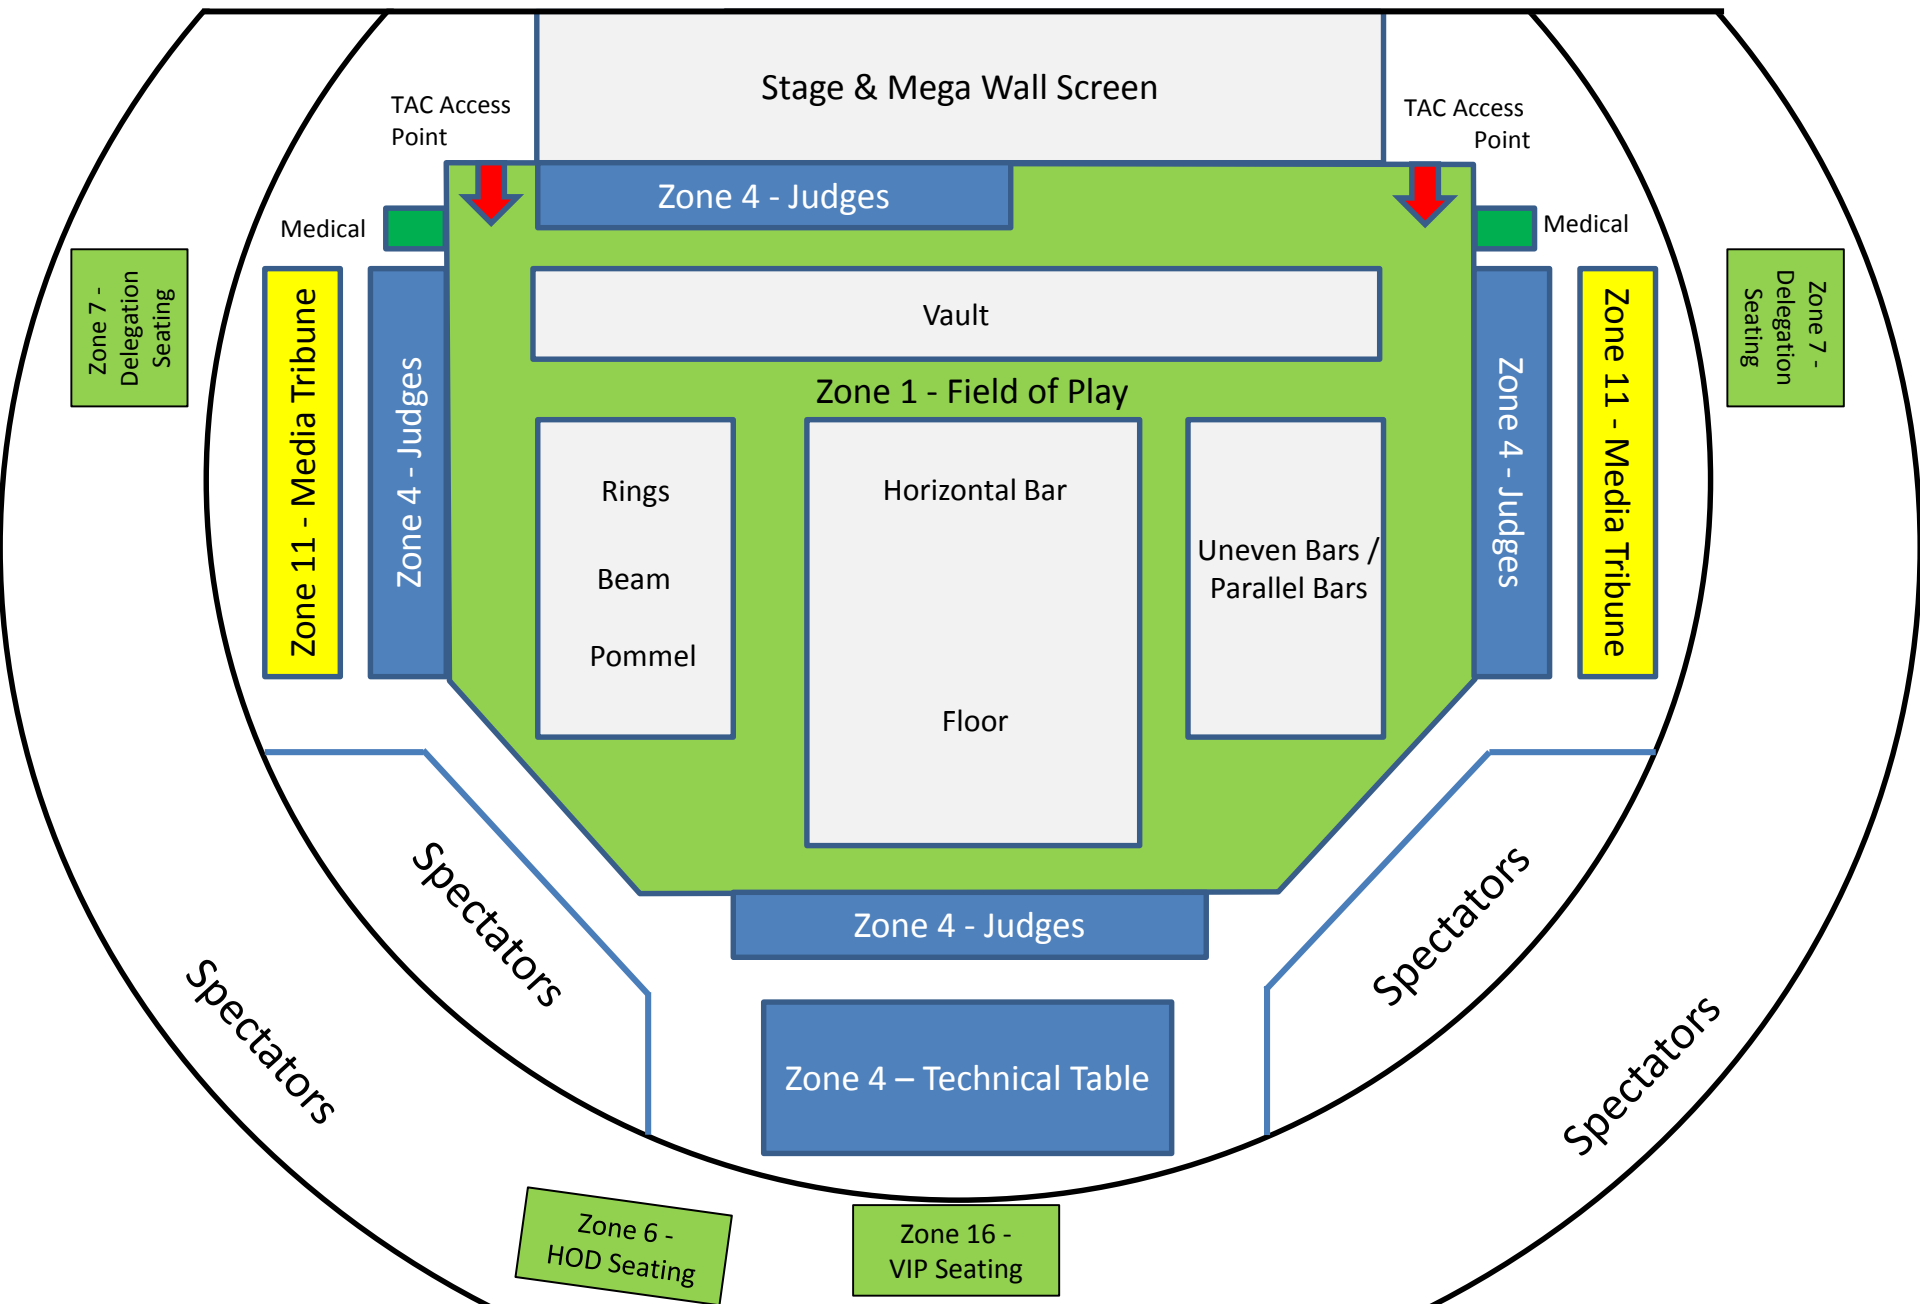 Stage & Mega Wall Screen
TAC Access
Point
TAC Access
Point
Zone 4 - Judges
Medical
Medical
Zone 7 -
Delegation
Seating
Zone 11 - Media Tribune
Zone 4 - Judges
Vault
Zone 1 - Field of Play
Zone 4 - Judges
Zone 11 - Media Tribune
Zone 7 -
Delegation
Seating
Rings
Beam
Pommel
Horizontal Bar
Floor
Uneven Bars /
Parallel Bars
Spectators
Spectators
Zone 4 - Judges
Spectators
Spectators
Zone 4 – Technical Table
Zone 6 -
HOD Seating
Zone 16 -
VIP Seating